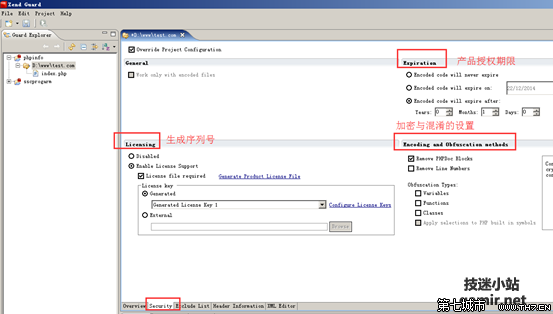 Zend Guard
File Edit Project Help
Guard Explorer
phpinfo
D:\www\test.com
index.php
D:\www\test.com
Override Project Configuration
General
Work only with encoded files
Expiration
产品授权期限
Encoded code will never expire
Encoded code will expire on: 22/12/2014
Encoded code will expire after:
Years: 0 Months: 1 Days: 0
加密与混淆的设置
Licensing
生成序列号
Disabled
Enable License Support
License file required Generate Product License File
License key
Generated
Generated License Key 1 Configure License Keys
External
Browse
Encoding and Obfuscation methods
Remove PHPDoc Blocks
Remove Line Numbers
Obfuscation Types:
Variables
Functions
Classes
Apply selections to PHP built in symbols
Overview Security Exclude List Header Information XML Editor
技迷小站
第七城市 WWW.TH7.CN